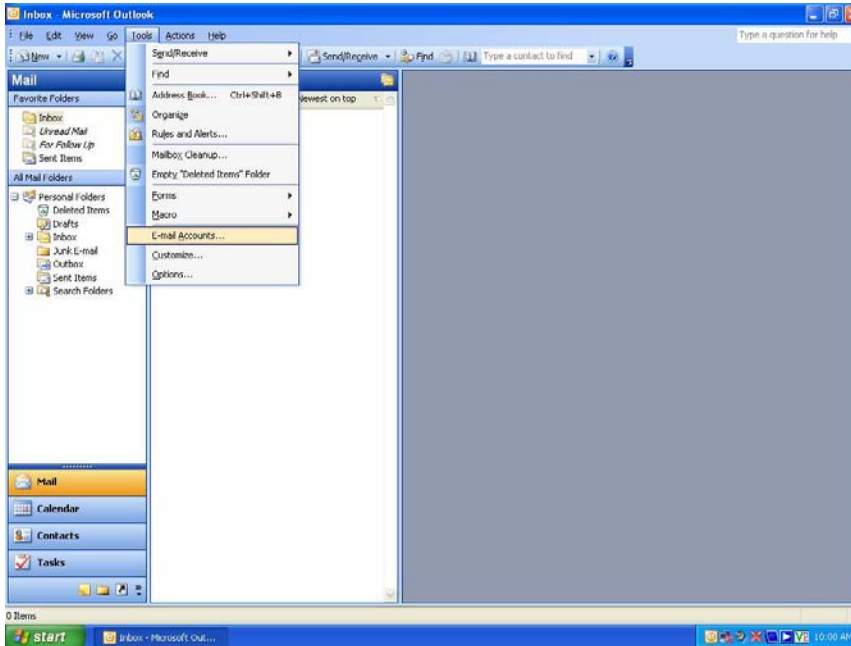 Inbox - Microsoft Outlook
File Edit View Go Tools Actions Help
Type a question for help
New
Send/Receive
Find
Type a contact to find
Mail
Favorite Folders
Inbox
Unread Mail
For Follow Up
Sent Items
All Mail Folders
Personal Folders
Deleted Items
Drafts
Inbox
Junk E-mail
Outbox
Sent Items
Search Folders
Send/Receive
Find
Address Book... Ctrl+Shift+B
Organize
Rules and Alerts...
Mailbox Cleanup...
Empty "Deleted Items" Folder
Forms
Macro
E-mail Accounts...
Customize...
Options...
Newest on top
Mail
Calendar
Contacts
Tasks
0 Items
start
Inbox - Microsoft Out...
10:00 AM